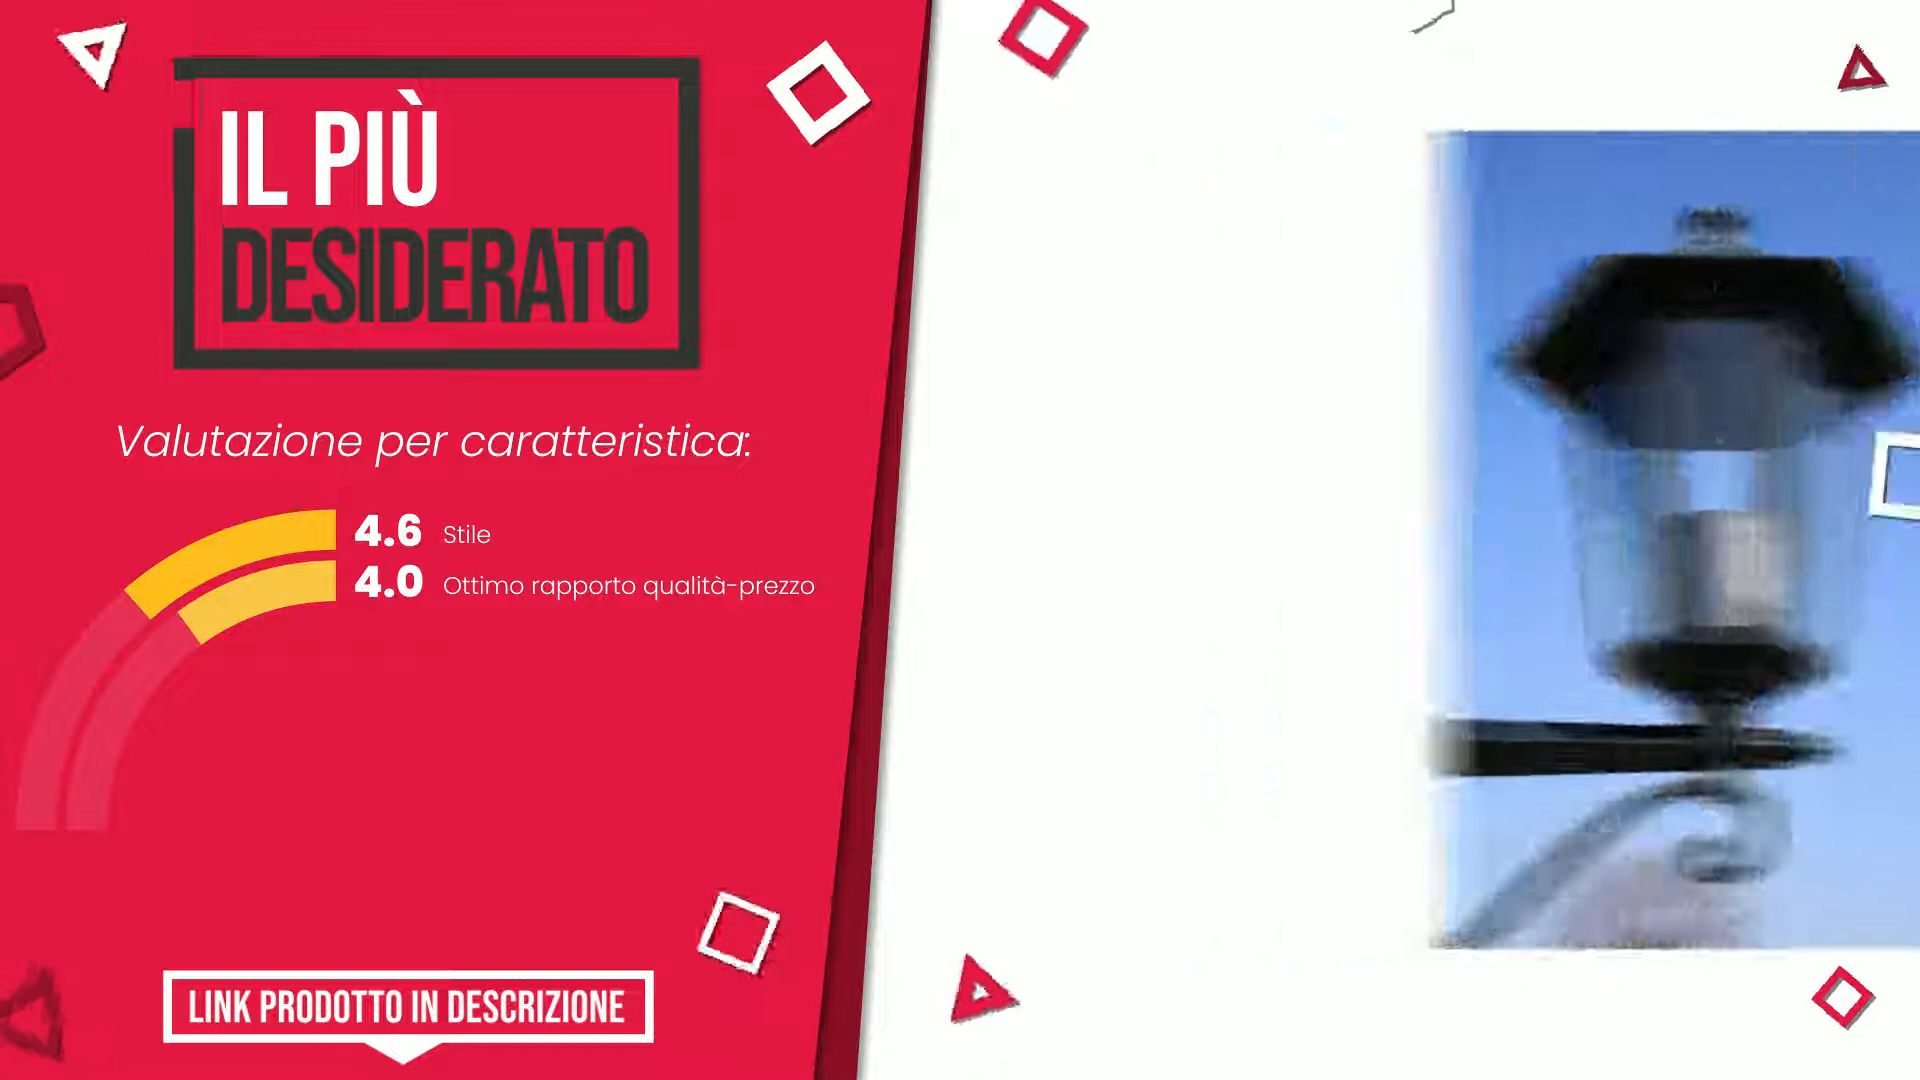 IL PIÙ
DESIDERATO
Valutazione per caratteristica:
4.6 Stile
4.0 Ottimo rapporto qualità-prezzo
LINK PRODOTTO IN DESCRIZIONE